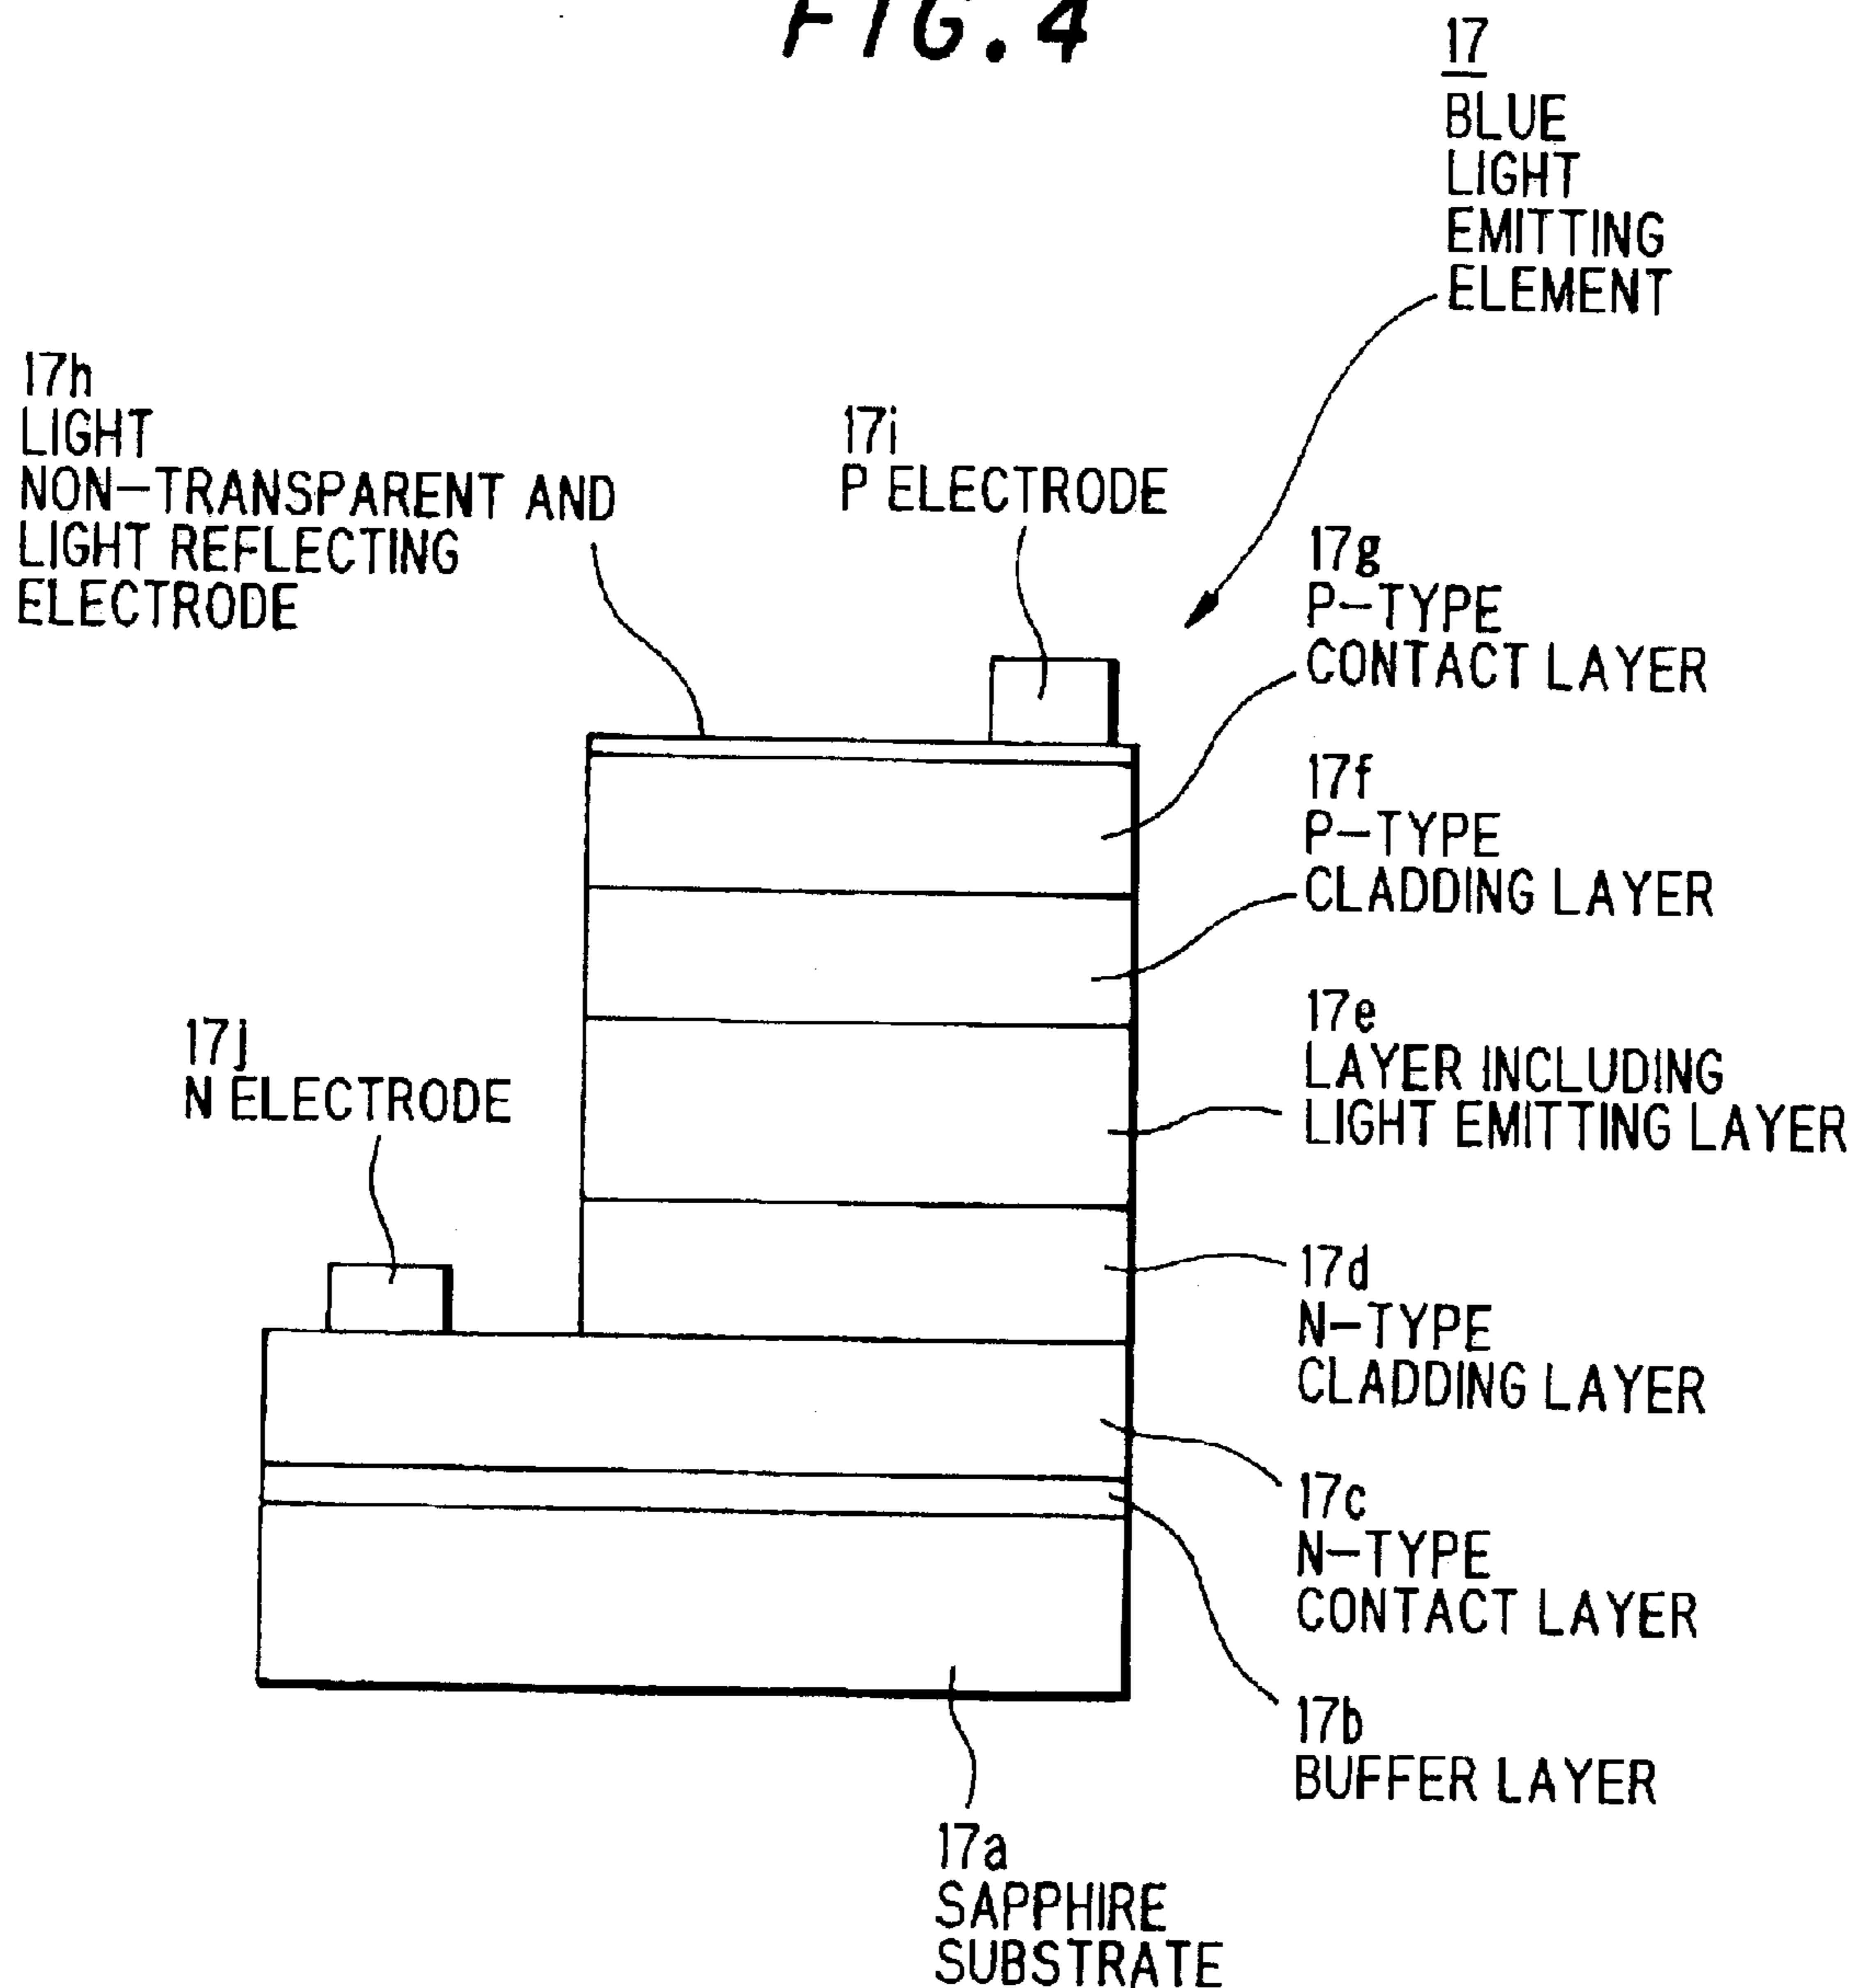 FIG. 4
17
BLUE
LIGHT
EMITTING
ELEMENT
17h
LIGHT
NON-TRANSPARENT AND
LIGHT REFLECTING
ELECTRODE
17i
P ELECTRODE
17g
P-TYPE
CONTACT LAYER
17f
P-TYPE
CLADDING LAYER
17e
LAYER INCLUDING
LIGHT EMITTING LAYER
17j
N ELECTRODE
17d
N-TYPE
CLADDING LAYER
17c
N-TYPE
CONTACT LAYER
17b
BUFFER LAYER
17a
SAPPHIRE
SUBSTRATE